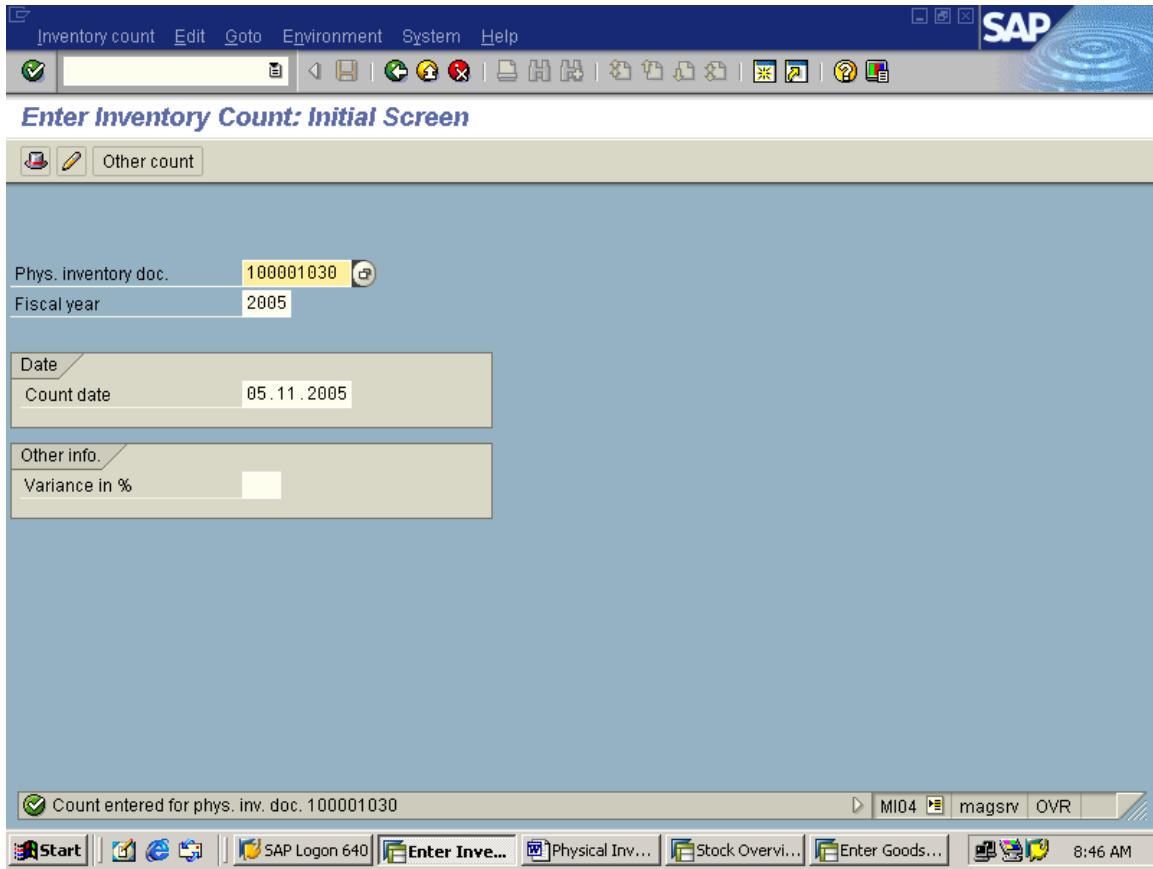 Inventory count Edit Goto Environment System Help
SAP
Enter Inventory Count: Initial Screen
Other count
Phys. inventory doc. 100001030
Fiscal year 2005
Date
Count date 05.11.2005
Other info.
Variance in %
Count entered for phys. inv. doc. 100001030
MI04 magsrv OVR
Start SAP Logon 640 Enter Inve... Physical Inv... Stock Overvi... Enter Goods... 8:46 AM